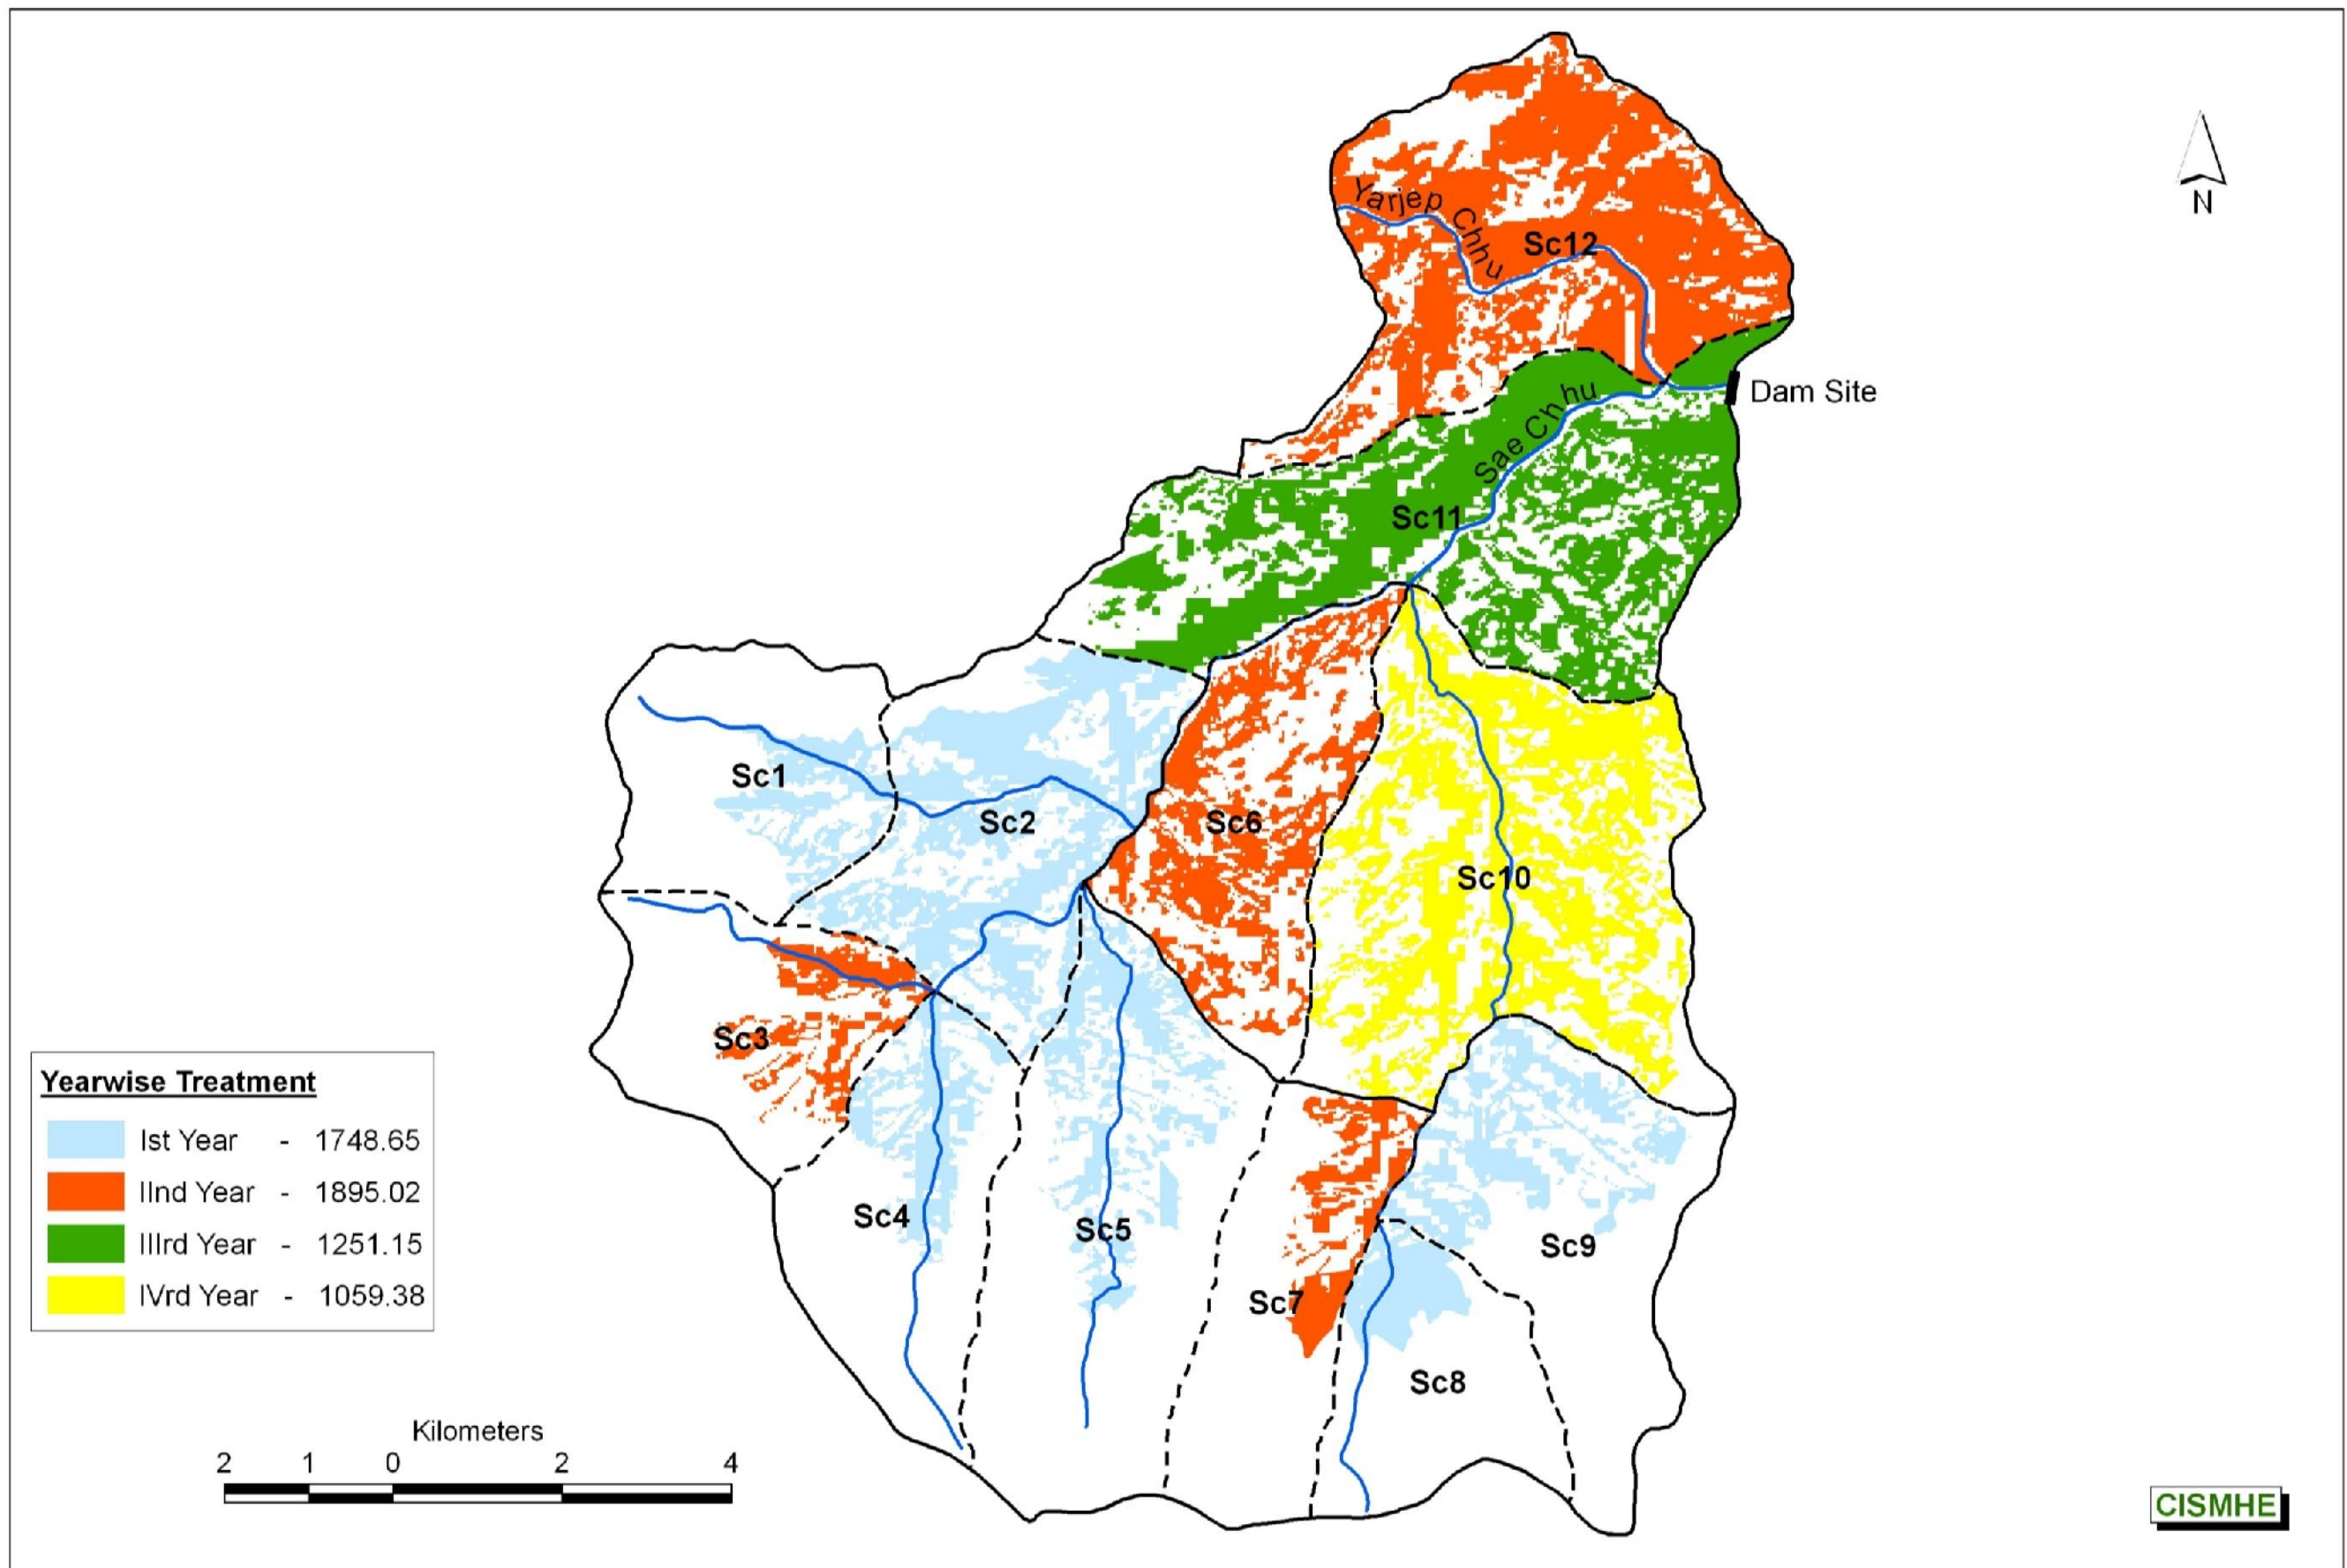 N
Yarjep Chhu
Sc12
Dam Site
Sae Chhu
Sc11
Sc1
Sc2
Sc6
Sc10
Sc3
Sc4
Sc5
Sc9
Sc7
Sc8
Yearwise Treatment
Ist Year - 1748.65
IInd Year - 1895.02
IIIrd Year - 1251.15
IVrd Year - 1059.38
Kilometers
2 1 0 2 4
CISMHE